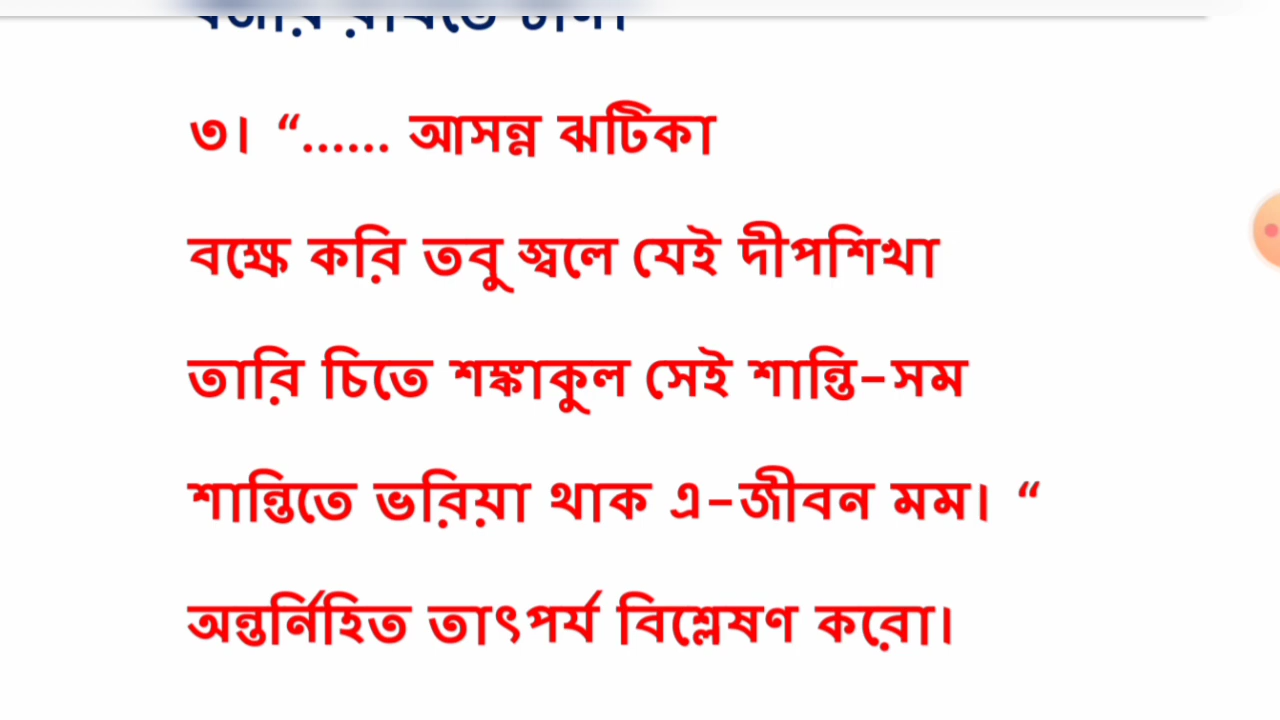 ৩। “...... আসন্ন ঝটিকা
বক্ষে করি তবু জ্বলে যেই দীপশিখা
তারি চিতে শঙ্কাকুল সেই শান্তি-সম
শান্তিতে ভরিয়া থাক এ-জীবন মম। “
অন্তর্নিহিত তাৎপর্য বিশ্লেষণ করো।